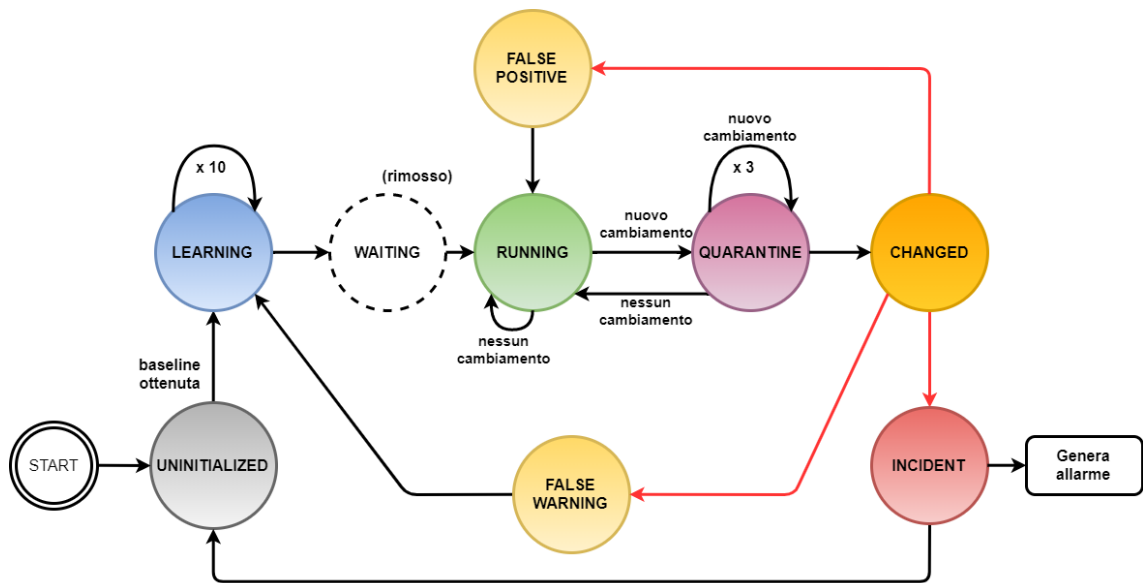 FALSE
POSITIVE
nuovo
cambiamento
x 10
x 3
(rimosso)
LEARNING
WAITING
RUNNING
nuovo
cambiamento
QUARANTINE
CHANGED
nessun
cambiamento
nessun
cambiamento
baseline
ottenuta
START
UNINITIALIZED
FALSE
WARNING
INCIDENT
Genera
allarme